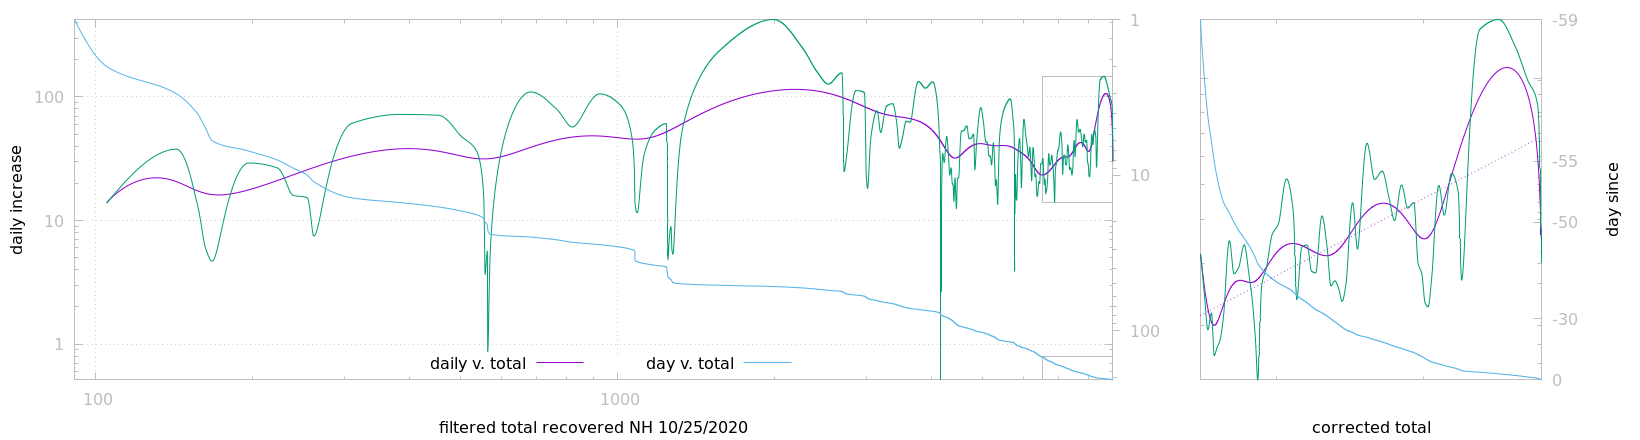 daily increase
100
10
1
100
1000
daily v. total
day v. total
1
10
100
filtered total recovered NH 10/25/2020
-59
-55
-50
-30
0
day since
corrected total